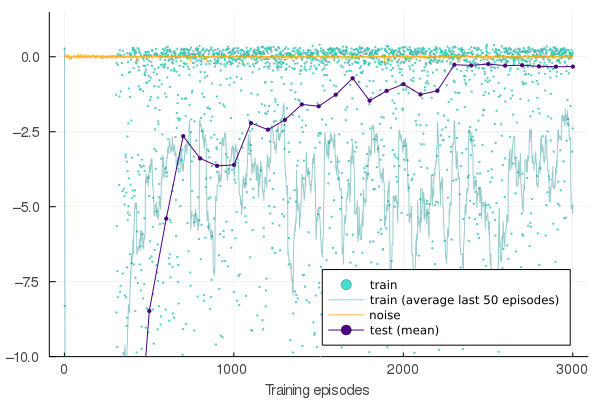 0.0
−2.5
−5.0
−7.5
−10.0
train
train (average last 50 episodes)
noise
test (mean)
0 1000 2000 3000
Training episodes